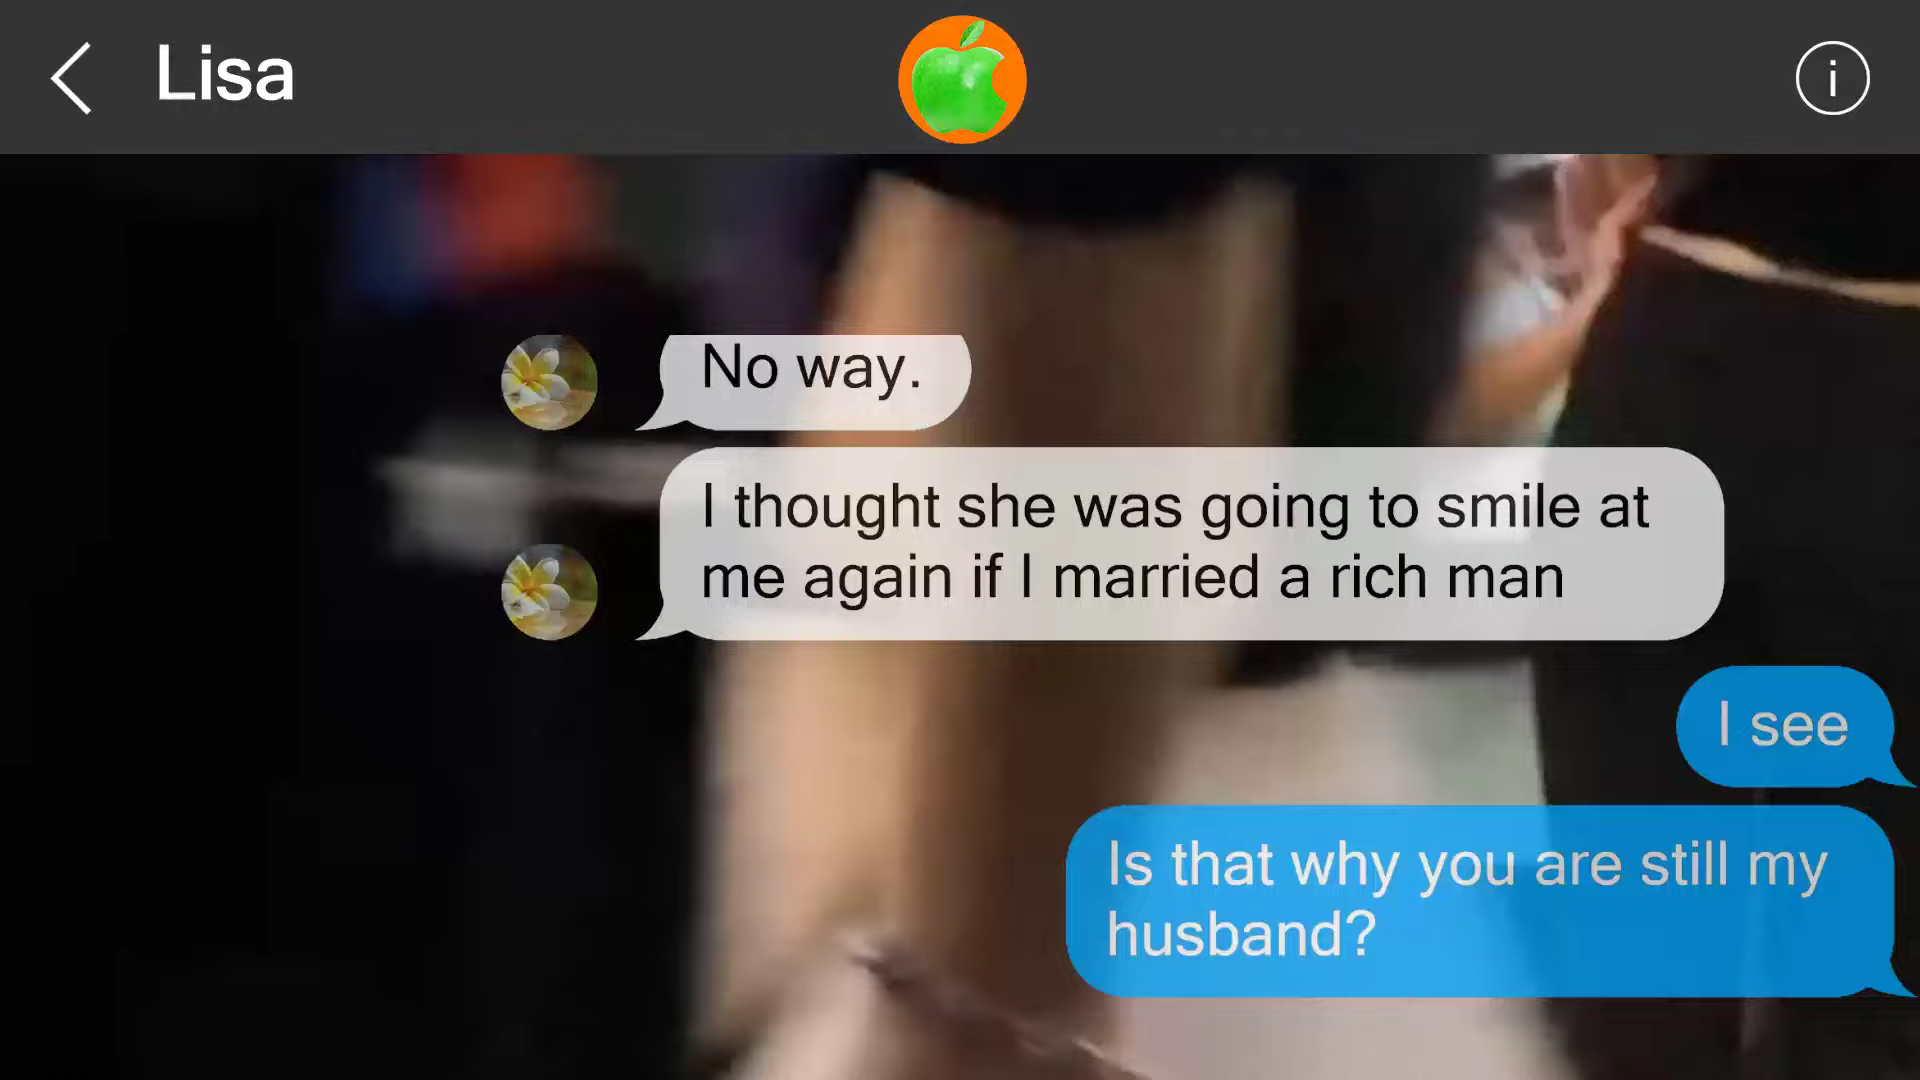 Lisa
i
No way.
I thought she was going to smile at
me again if I married a rich man
I see
Is that why you are still my
husband?